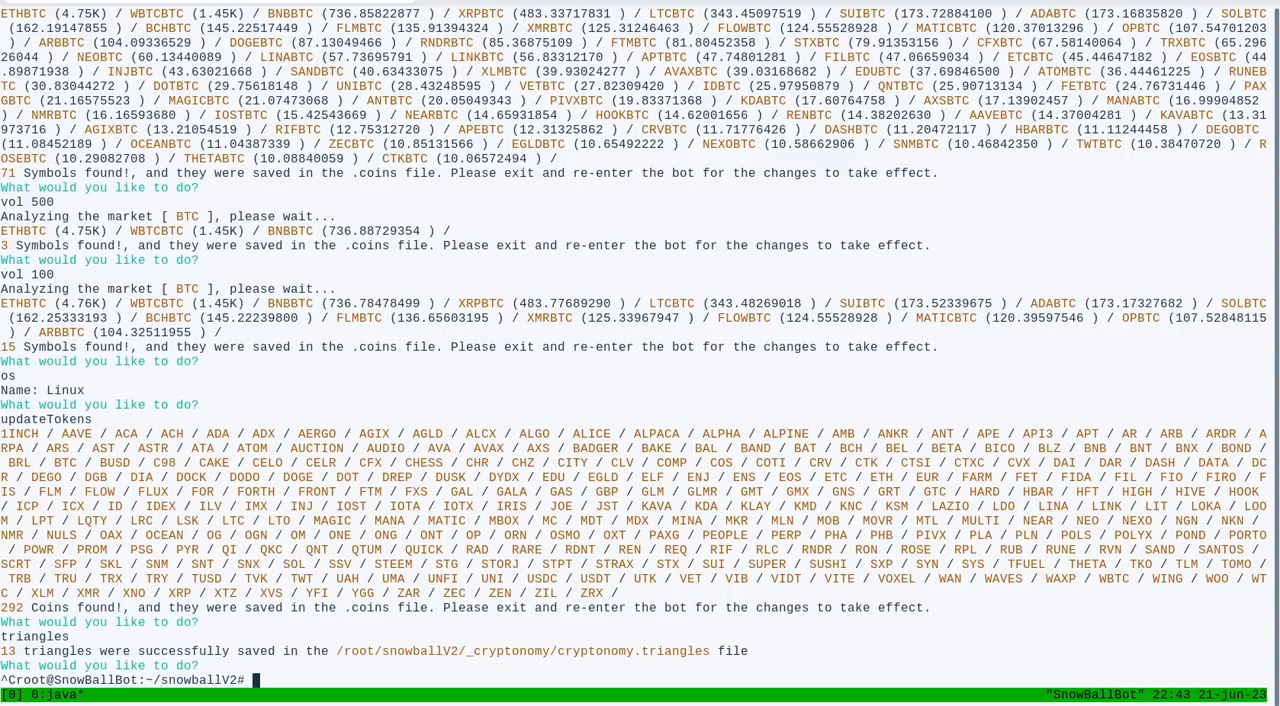 ETHBTC (4.75K) / WBTCBTC (1.45K) / BNBBTC (736.85822877 ) / XRPBTC (483.33717831 ) / LTCBTC (343.45097519 ) / SUIBTC (173.72884100 ) / ADABTC (173.16835820 ) / SOLBTC
(162.19147855 ) / BCHBTC (145.22517449 ) / FLMBTC (135.91394324 ) / XMRBTC (125.31246463 ) / FLOWBTC (124.55528928 ) / MATICBTC (120.37013296 ) / OPBTC (107.54701203
) / ARBBTC (104.09336529 ) / DOGEBTC (87.13049466 ) / RNDRBTC (85.36875109 ) / FTMBTC (81.80452358 ) / STXBTC (79.91353156 ) / CFXBTC (67.58140064 ) / TRXBTC (65.296
26044 ) / NEOBTC (60.13440089 ) / LINABTC (57.73695791 ) / LINKBTC (56.83312170 ) / APTBTC (47.74801281 ) / FILBTC (47.06659034 ) / ETCBTC (45.44647182 ) / EOSBTC (44
.89871938 ) / INJBTC (43.63021668 ) / SANDBTC (40.63433075 ) / XLMBTC (39.93024277 ) / AVAXBTC (39.03168682 ) / EDUBTC (37.69846500 ) / ATOMBTC (36.44461225 ) / RUNEB
TC (30.83044272 ) / DOTBTC (29.75618148 ) / UNIBTC (28.43248595 ) / VETBTC (27.82309420 ) / IDBTC (25.97950879 ) / QNTBTC (25.90713134 ) / FETBTC (24.76731446 ) / PAX
GBTC (21.16575523 ) / MAGICBTC (21.07473068 ) / ANTBTC (20.05049343 ) / PIVXBTC (19.83371368 ) / KDABTC (17.60764758 ) / AXSBTC (17.13902457 ) / MANABTC (16.99904852
) / NMRBTC (16.16593680 ) / IOSTBTC (15.42543669 ) / NEARBTC (14.65931854 ) / HOOKBTC (14.62001656 ) / RENBTC (14.38202630 ) / AAVEBTC (14.37004281 ) / KAVABTC (13.31
973716 ) / AGIXBTC (13.21054519 ) / RIFBTC (12.75312720 ) / APEBTC (12.31325862 ) / CRVBTC (11.71776426 ) / DASHBTC (11.20472117 ) / HBARBTC (11.11244458 ) / DEGOBTC
(11.08452189 ) / OCEANBTC (11.04387339 ) / ZECBTC (10.85131566 ) / EGLDBTC (10.65492222 ) / NEXOBTC (10.58662906 ) / SNMBTC (10.46842350 ) / TWTBTC (10.38470720 ) / R
OSEBTC (10.29082708 ) / THETABTC (10.08840059 ) / CTKBTC (10.06572494 ) /
71 Symbols found!, and they were saved in the .coins file. Please exit and re-enter the bot for the changes to take effect.
What would you like to do?
vol 500
Analyzing the market [ BTC ], please wait...
ETHBTC (4.75K) / WBTCBTC (1.45K) / BNBBTC (736.88729354 ) /
3 Symbols found!, and they were saved in the .coins file. Please exit and re-enter the bot for the changes to take effect.
What would you like to do?
vol 100
Analyzing the market [ BTC ], please wait...
ETHBTC (4.76K) / WBTCBTC (1.45K) / BNBBTC (736.78478499 ) / XRPBTC (483.77689290 ) / LTCBTC (343.48269018 ) / SUIBTC (173.52339675 ) / ADABTC (173.17327682 ) / SOLBTC
(162.25333193 ) / BCHBTC (145.22239800 ) / FLMBTC (136.65603195 ) / XMRBTC (125.33967947 ) / FLOWBTC (124.55528928 ) / MATICBTC (120.39597546 ) / OPBTC (107.52848115
) / ARBBTC (104.32511955 ) /
15 Symbols found!, and they were saved in the .coins file. Please exit and re-enter the bot for the changes to take effect.
What would you like to do?
os
Name: Linux
What would you like to do?
updateTokens
1INCH / AAVE / ACA / ACH / ADA / ADX / AERGO / AGIX / AGLD / ALCX / ALGO / ALICE / ALPACA / ALPHA / ALPINE / AMB / ANKR / ANT / APE / API3 / APT / AR / ARB / ARDR / A
RPA / ARS / AST / ASTR / ATA / ATOM / AUCTION / AUDIO / AVA / AVAX / AXS / BADGER / BAKE / BAL / BAND / BAT / BCH / BEL / BETA / BICO / BLZ / BNB / BNT / BNX / BOND /
BRL / BTC / BUSD / C98 / CAKE / CELO / CELR / CFX / CHESS / CHR / CHZ / CITY / CLV / COMP / COS / COTI / CRV / CTK / CTSI / CTXC / CVX / DAI / DAR / DASH / DATA / DC
R / DEGO / DGB / DIA / DOCK / DODO / DOGE / DOT / DREP / DUSK / DYDX / EDU / EGLD / ELF / ENJ / ENS / EOS / ETC / ETH / EUR / FARM / FET / FIDA / FIL / FIO / FIRO / F
IS / FLM / FLOW / FLUX / FOR / FORTH / FRONT / FTM / FXS / GAL / GALA / GAS / GBP / GLM / GLMR / GMT / GMX / GNS / GRT / GTC / HARD / HBAR / HFT / HIGH / HIVE / HOOK
/ ICP / ICX / ID / IDEX / ILV / IMX / INJ / IOST / IOTA / IOTX / IRIS / JOE / JST / KAVA / KDA / KLAY / KMD / KNC / KSM / LAZIO / LDO / LINA / LINK / LIT / LOKA / LOO
M / LPT / LQTY / LRC / LSK / LTC / LTO / MAGIC / MANA / MATIC / MBOX / MC / MDT / MDX / MINA / MKR / MLN / MOB / MOVR / MTL / MULTI / NEAR / NEO / NEXO / NGN / NKN /
NMR / NULS / OAX / OCEAN / OG / OGN / OM / ONE / ONG / ONT / OP / ORN / OSMO / OXT / PAXG / PEOPLE / PERP / PHA / PHB / PIVX / PLA / PLN / POLS / POLYX / POND / PORTO
/ POWR / PROM / PSG / PYR / QI / QKC / QNT / QTUM / QUICK / RAD / RARE / RDNT / REN / REQ / RIF / RLC / RNDR / RON / ROSE / RPL / RUB / RUNE / RVN / SAND / SANTOS /
SCRT / SFP / SKL / SNM / SNT / SNX / SOL / SSV / STEEM / STG / STORJ / STPT / STRAX / STX / SUI / SUPER / SUSHI / SXP / SYN / SYS / TFUEL / THETA / TKO / TLM / TOMO /
TRB / TRU / TRX / TRY / TUSD / TVK / TWT / UAH / UMA / UNFI / UNI / USDC / USDT / UTK / VET / VIB / VIDT / VITE / VOXEL / WAN / WAVES / WAXP / WBTC / WING / WOO / WT
C / XLM / XMR / XNO / XRP / XTZ / XVS / YFI / YGG / ZAR / ZEC / ZEN / ZIL / ZRX /
292 Coins found!, and they were saved in the .coins file. Please exit and re-enter the bot for the changes to take effect.
What would you like to do?
triangles
13 triangles were successfully saved in the /root/snowballV2/_cryptonomy/cryptonomy.triangles file
What would you like to do?
^Croot@SnowBallBot:~/snowballV2#
[0] 0:java* "SnowBallBot" 22:43 21-jun-23